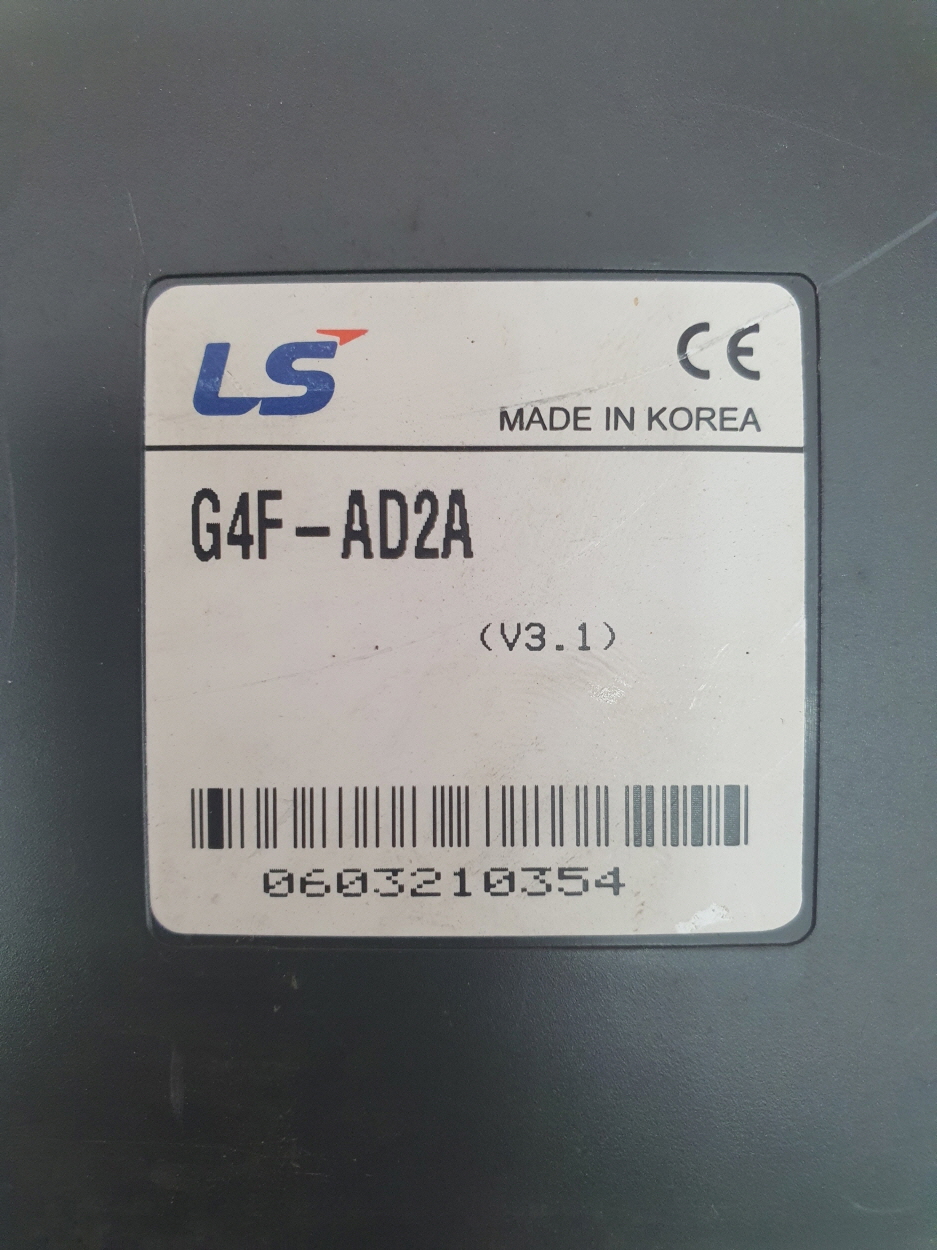 LS
CE
MADE IN KOREA
G4F-AD2A
(V3.1)
0603210354